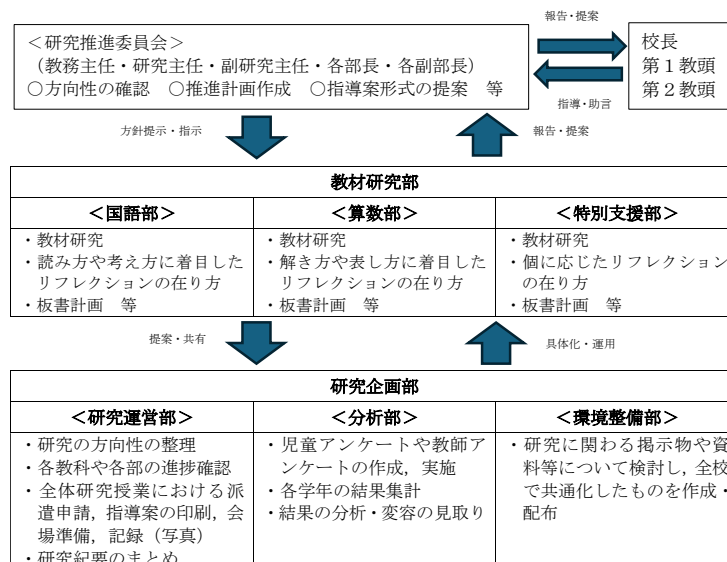 報告・提案
＜研究推進委員会＞
（教務主任・研究主任・副研究主任・各部長・各副部長）
○方向性の確認　○推進計画作成　○指導案形式の提案　等
校長
第１教頭
第２教頭
指導・助言
方針提示・指示
報告・提案
教材研究部
＜国語部＞
・教材研究
・読み方や考え方に着目した
リフレクションの在り方
・板書計画　等
＜算数部＞
・教材研究
・解き方や表し方に着目した
リフレクションの在り方
・板書計画　等
＜特別支援部＞
・教材研究
・個に応じたリフレクション
の在り方
・板書計画　等
提案・共有
具体化・運用
研究企画部
＜研究運営部＞
・研究の方向性の整理
・各教科や各部の進捗確認
・全体研究授業における派
遣申請，指導案の印刷，会
場準備，記録（写真）
・研究紀要のまとめ
＜分析部＞
・児童アンケートや教師ア
ンケートの作成，実施
・各学年の結果集計
・結果の分析・変容の見取り
＜環境整備部＞
・研究に関わる掲示物や資
料等について検討し，全校
で共通化したものを作成・
配布